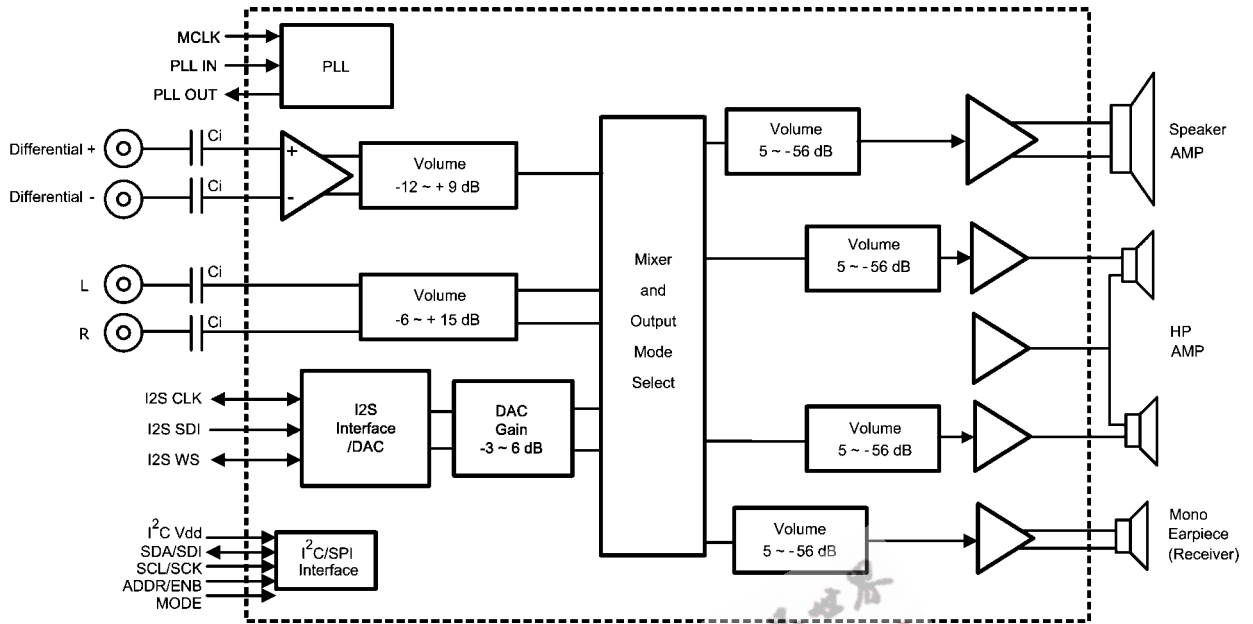 MCLK
PLL IN
PLL OUT
PLL
Differential +
Ci
Differential -
Ci
+
-
Volume
-12 ~ + 9 dB
L
Ci
R
Ci
Volume
-6 ~ + 15 dB
I2S CLK
I2S SDI
I2S WS
I2S
Interface
/DAC
DAC
Gain
-3 ~ 6 dB
I²C Vdd
SDA/SDI
SCL/SCK
ADDR/ENB
MODE
I²C/SPI
Interface
Mixer
and
Output
Mode
Select
Volume
5 ~ -56 dB
Speaker
AMP
Volume
5 ~ -56 dB
HP
AMP
Volume
5 ~ -56 dB
Volume
5 ~ -56 dB
Mono
Earpiece
(Receiver)